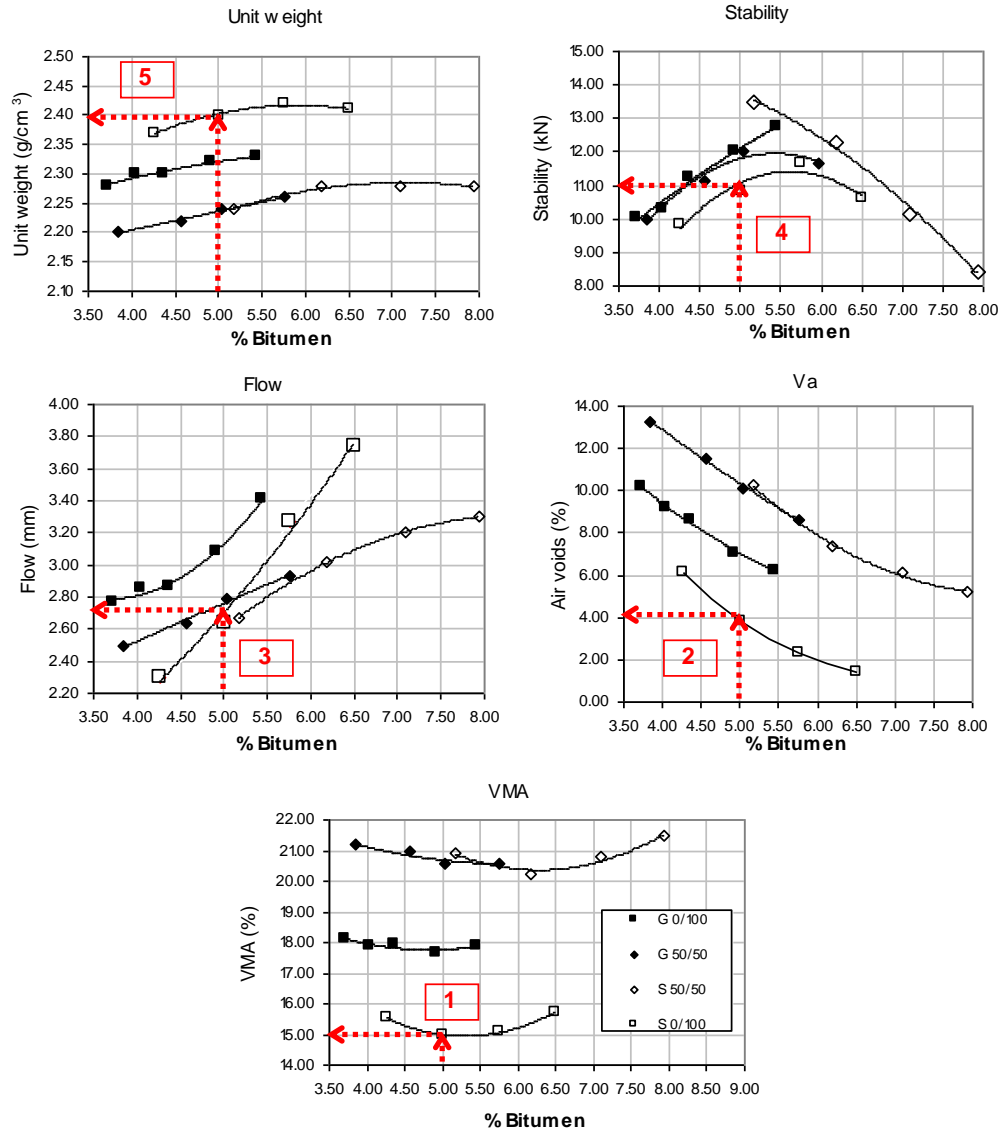 Unit w eight
2.50
2.45
2.40
2.30
2.30
2.25
2.20
2.15
2.10
Unit weight (g/cm ³)
5
3.50 4.00 4.50 5.00 5.50 6.00 6.50 7.00 7.50 8.00
% Bitumen
Stability
15.00
14.00
13.00
12.00
11.00
10.00
9.00
8.00
Stability (kN)
4
3.50 4.00 4.50 5.00 5.50 6.00 6.50 7.00 7.50 8.00
% Bitumen
Flow
4.00
3.80
3.60
3.40
3.20
3.00
2.80
2.60
2.40
2.20
Flow (mm)
3
3.50 4.00 4.50 5.00 5.50 6.00 6.50 7.00 7.50 8.00
% Bitumen
Va
14.00
12.00
10.00
8.00
6.00
4.00
2.00
0.00
Air voids (%)
2
3.50 4.00 4.50 5.00 5.50 6.00 6.50 7.00 7.50 8.00
% Bitumen
VMA
22.00
21.00
20.00
18.00
18.00
17.00
16.00
15.00
14.00
VMA (%)
1
G 0/100
G 50/50
S 50/50
S 0/100
3.50 4.00 4.50 5.00 5.50 6.00 6.50 7.00 7.50 8.00 9.00
% Bitumen